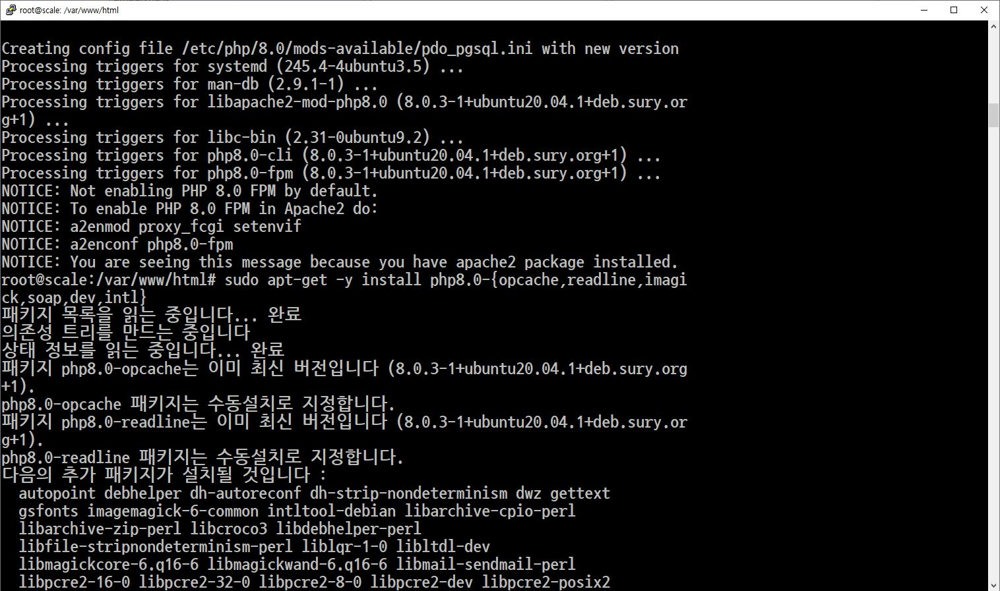 root@scale: /var/www/html
Creating config file /etc/php/8.0/mods-available/pdo_pgsql.ini with new version
Processing triggers for systemd (245.4-4ubuntu3.5) ...
Processing triggers for man-db (2.9.1-1) ...
Processing triggers for libapache2-mod-php8.0 (8.0.3-1+ubuntu20.04.1+deb.sury.or
g+1) ...
Processing triggers for libc-bin (2.31-0ubuntu9.2) ...
Processing triggers for php8.0-cli (8.0.3-1+ubuntu20.04.1+deb.sury.org+1) ...
Processing triggers for php8.0-fpm (8.0.3-1+ubuntu20.04.1+deb.sury.org+1) ...
NOTICE: Not enabling PHP 8.0 FPM by default.
NOTICE: To enable PHP 8.0 FPM in Apache2 do:
NOTICE: a2enmod proxy_fcgi setenvif
NOTICE: a2enconf php8.0-fpm
NOTICE: You are seeing this message because you have apache2 package installed.
root@scale:/var/www/html# sudo apt-get -y install php8.0-{opcache,readline,imagi
ck,soap,dev,intl}
패키지 목록을 읽는 중입니다... 완료
의존성 트리를 만드는 중입니다
상태 정보를 읽는 중입니다... 완료
패키지 php8.0-opcache는 이미 최신 버전입니다 (8.0.3-1+ubuntu20.04.1+deb.sury.org
+1).
php8.0-opcache 패키지는 수동설치로 지정합니다.
패키지 php8.0-readline는 이미 최신 버전입니다 (8.0.3-1+ubuntu20.04.1+deb.sury.or
g+1).
php8.0-readline 패키지는 수동설치로 지정합니다.
다음의 추가 패키지가 설치될 것입니다 :
autopoint debhelper dh-autoreconf dh-strip-nondeterminism dwz gettext
gsfonts imagemagick-6-common intltool-debian libarchive-cpio-perl
libarchive-zip-perl libcroco3 libdebhelper-perl
libfile-stripnondeterminism-perl liblqr-1-0 libltdl-dev
libmagickcore-6.q16-6 libmagickwand-6.q16-6 libmail-sendmail-perl
libpcre2-16-0 libpcre2-32-0 libpcre2-8-0 libpcre2-dev libpcre2-posix2